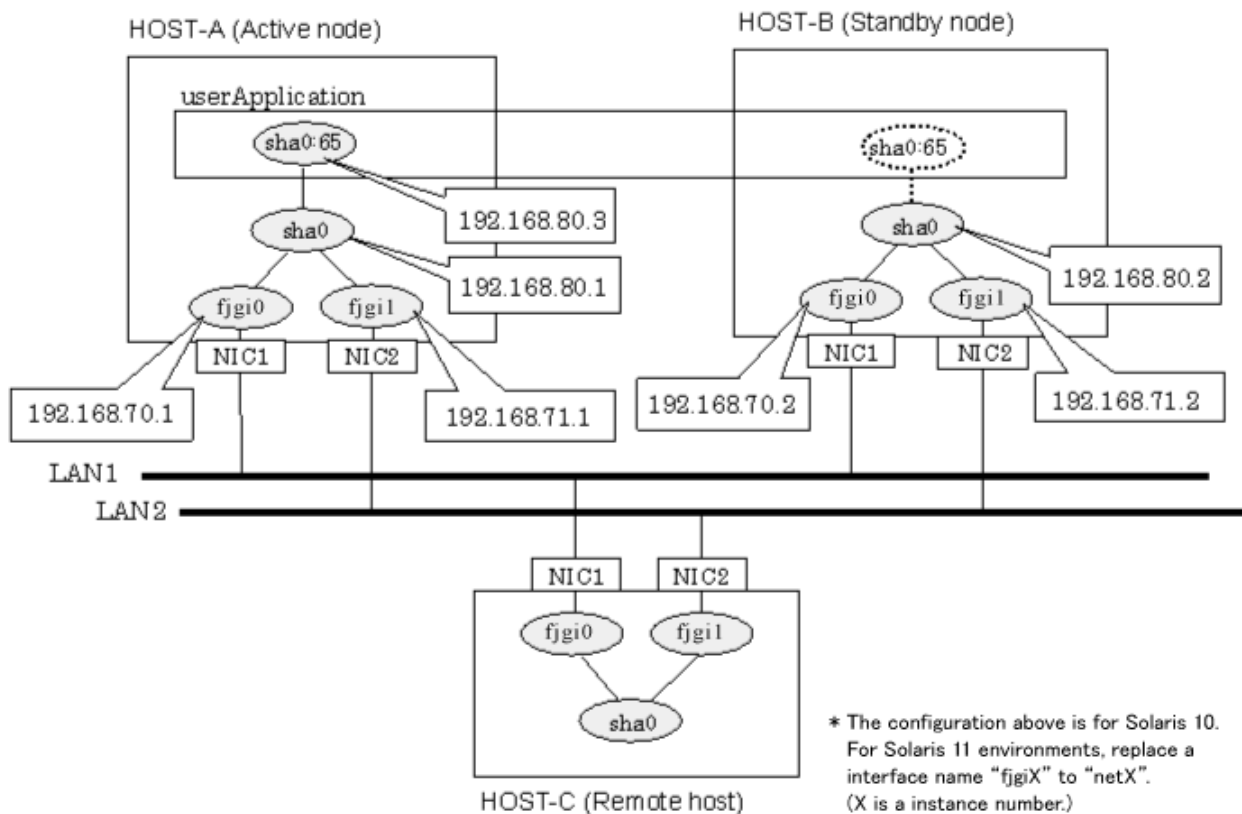 HOST-A (Active node)
HOST-B (Standby node)
userApplication
sha0:65
sha0:65
192.168.80.3
sha0
sha0
192.168.80.1
192.168.80.2
fjgi0
fjgi1
fjgi0
fjgi1
NIC1
NIC2
NIC1
NIC2
192.168.70.1
192.168.71.1
192.168.70.2
192.168.71.2
LAN1
LAN2
NIC1
NIC2
fjgi0
fjgi1
sha0
HOST-C (Remote host)
* The configuration above is for Solaris 10.
For Solaris 11 environments, replace a
interface name “fjgiX” to “netX”.
(X is a instance number.)